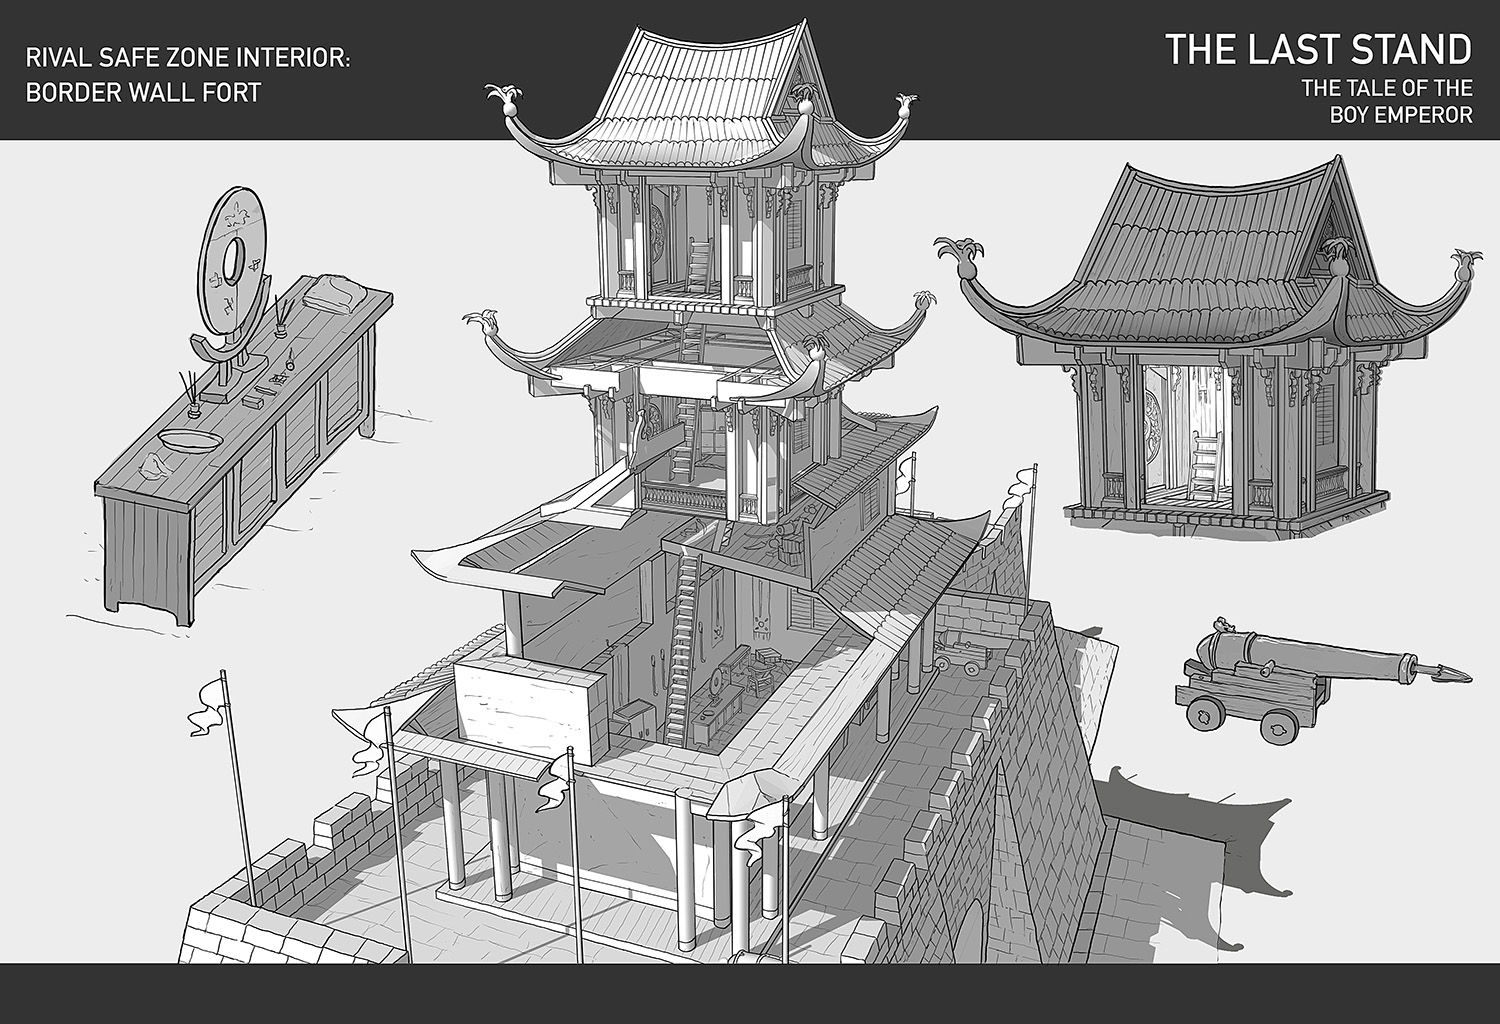 RIVAL SAFE ZONE INTERIOR:
BORDER WALL FORT
THE LAST STAND
THE TALE OF THE
BOY EMPEROR